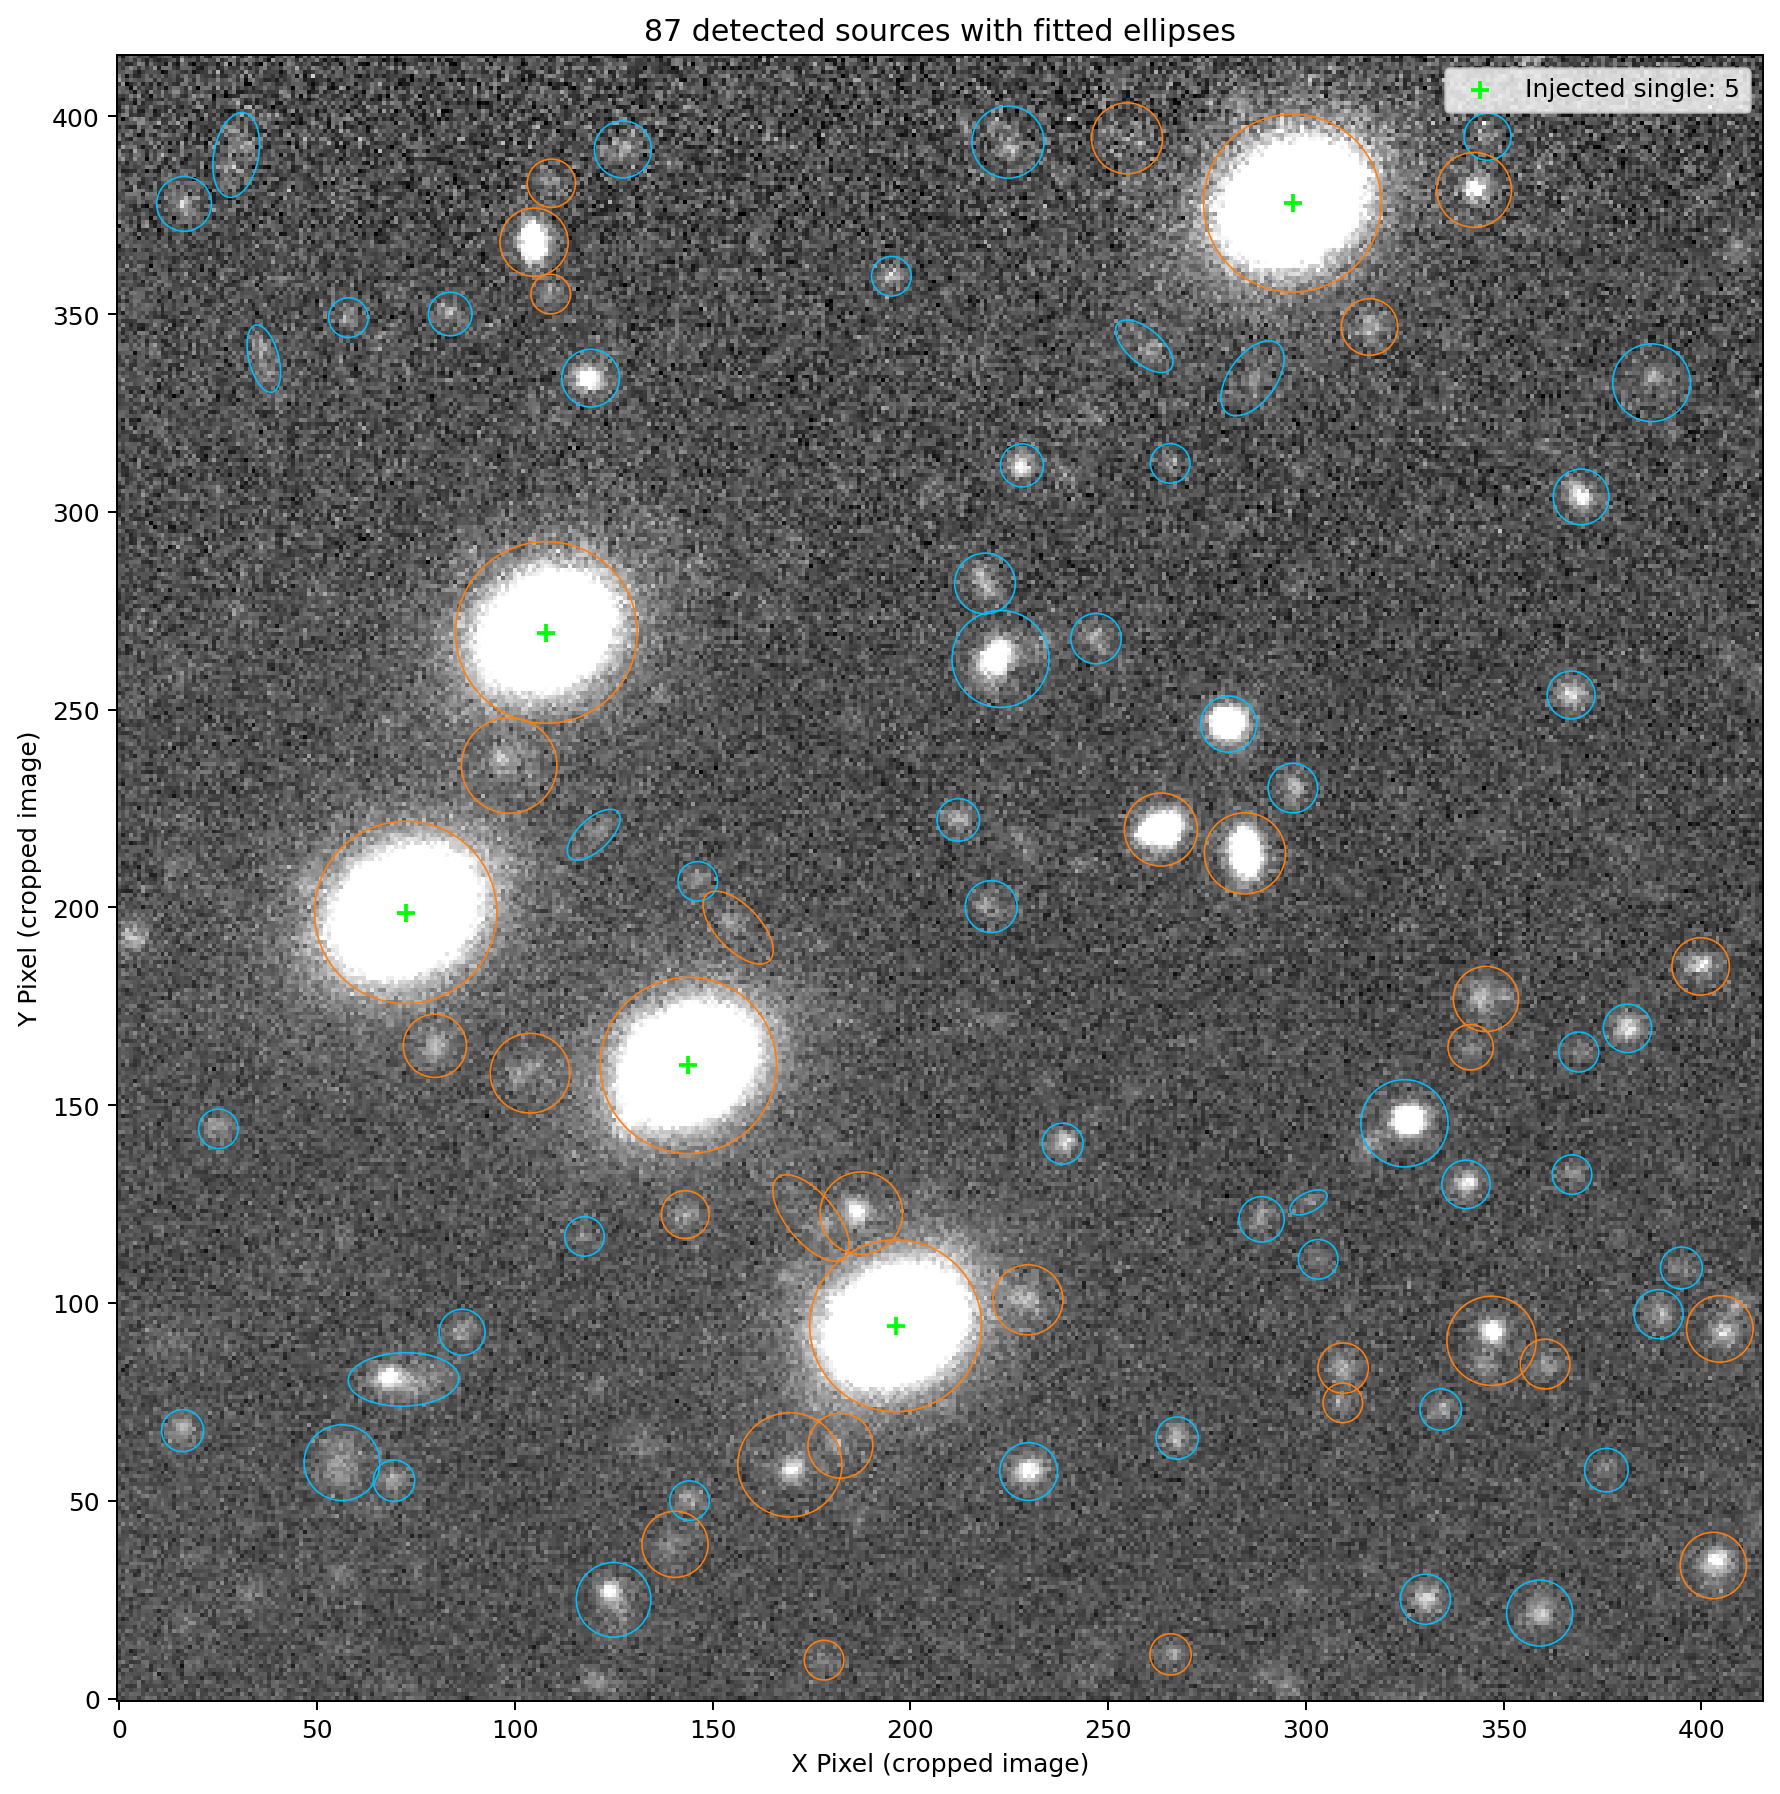 87 detected sources with fitted ellipses
Injected single: 5
400
350
300
250
200
150
100
50
0
Y Pixel (cropped image)
0 50 100 150 200 250 300 350 400
X Pixel (cropped image)